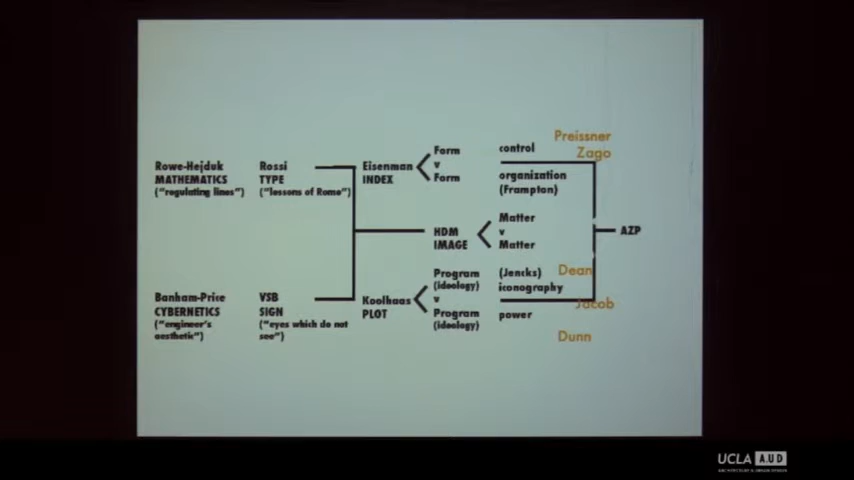 Preissner
Zago
Rowe-Hejduk
MATHEMATICS
("regulating lines")
Rossi
TYPE
("lessons of Rome")
Eisenman
INDEX
Form
v
Form
control
organization
(Frampton)
HDM
IMAGE
Matter
v
Matter
AZP
Banham-Price
CYBERNETICS
("engineer's
aesthetic")
VSB
SIGN
("eyes which do not
see")
Koolhaas
PLOT
Program
(ideology)
v
Program
(ideology)
(Jencks)
iconography
power
Dean
Jacob
Dunn
UCLA A.UD